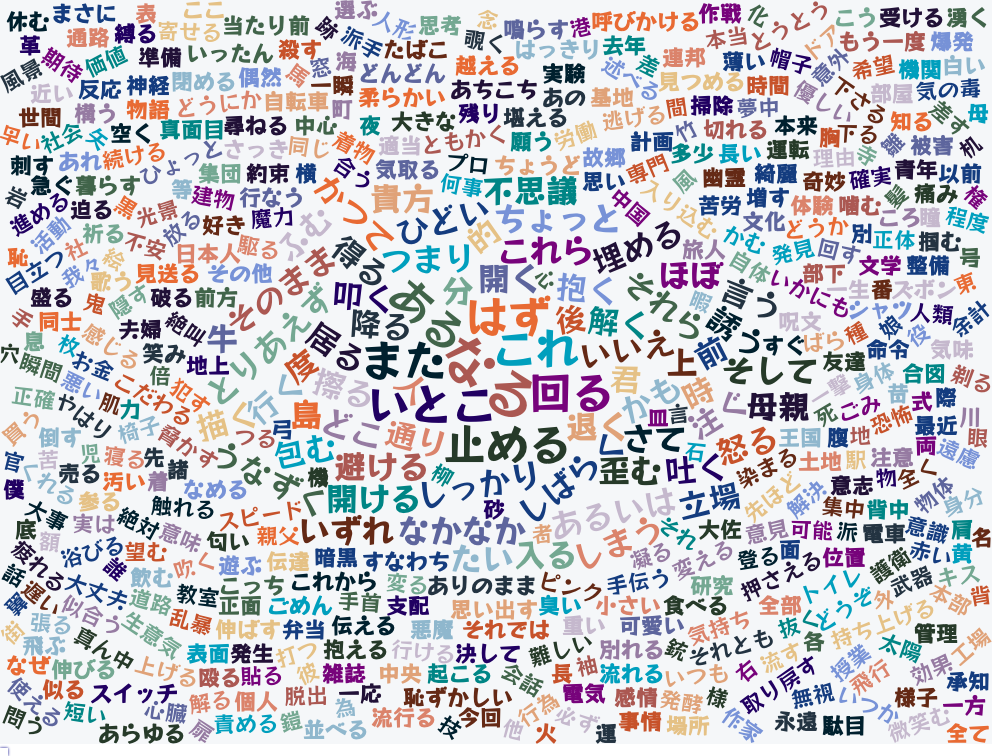 休む まさに 表 ここ 選ぶ 人形 思考 念 鳴らす 港 呼びかける 作戦 化 とうとう こう 受ける 湧く
革 通路 縛る 寄せる 当たり前 跡 派手 たばこ 覗く はっきり 去年 差 本当 ドア もう一度 爆発
風景 期待 価値 準備 いったん 殺す 窓 海 越える 実験 述べる 連邦 薄い 帽子 意外 希望 機関 白い
近い 反応 神経 閉める 偶然 馬 一瞬 どんどん 柔らかい あちこち あの 基地 見つめる 時間 優しい 下さる 部屋 気の毒
世間 構う 物語 どうにか 自転車 町 残り 堪える 逃げる 間 掃除 夢中 知る 差す 母
早い 社会 冬 空く 真面目 尋ねる 中心 夜 大きな 適当 ともかく 願う 労働 計画 竹 切れる 本来 胸 下る 誰 被害 机
刺す あれ 続ける ひょっと さっき 同じ 着物 気取る プロ ちょうど 故郷 多少 長い 運転 理由 寺
岩 急ぐ 暮らす 等 集団 約束 横 合う 何事 不思議 思い 専門 風 幽霊 綺麗 奇妙 確実 青年 以前
進める 迫る 黒 光景 建物 行なう かつて 貴方 入り込む 中国 苦労 増す 体験 噛む 髪 痛み 権
恥 活動 祈る 不安 放る 好き 魔力 ふむ ひどい ちょっと 文化 どうか ころ 瞳 程度
目立つ 社 絵 日本人 駆る 得る つまり 的 これら 埋める 旅人 かむ 発見 回す 別 正体 掴む
我々 歌う 見送る その他 そのまま 開く 抱く ほぼ 自体 部下 文学 整備 号
盛る 鬼 隠す 破る 前方 叩く ある 分 それら 暇 言う いかにも 一生 番 ズボン 東
手 同士 感じる 夫婦 絶叫 牛 とりあえず 降る はず 後 解く 誘う 呪文 シャツ 人類 余計
息 枚 お金 笑み 地上 居る また な これ いいえ 上 前 すぐ ばら 種 娘 役 気味
穴 瞬間 悪い こだわる 倍 犯す 度 擦る 人 る 回る 君 かも 時 そして 友達 命令 合図 剃る
正確 やはり 肌 力 描く 行く 島 いとこ 皿 言 注ぐ 母親 一撃 死 ごみ 身体 歯 式 際
買う 倒す 児 椅子 脅かす つる 弓 どこ 通り 止める 退く さて 怒る 王国 腹 地 恐怖 最近 川
官 苦 寝る 先 うなずく 包む 避ける 石 土地 駅 注意 両 眼
僕 くれる 売る 汚い 諸 着 なめる 機 柳 しっかり しばらく 歪む 吐く 染まる 意志 物 全く 遠慮
底 大事 参る 触れる スピード 開ける 砂 あるいは 立場 先ほど 解決 集中 背中 物体 身分
額 実は 絶対 意味 匂い 親父 いずれ なかなか 者 しまう され 大佐 意見 可能 派 電車 意識 肩 名
疲れる 浴びる 望む 吹く 遊ぶ 伝達 暗黒 すなわち たい 入る 凝る 変える 登る 面 位置 護衛 赤い 黄
話 遅い 大丈夫 誰 飲む 教室 こっち これから 変る ありのまま ピンク 手伝う 研究 押さえる トイレ 武器 キス
張る 似合う 道路 正面 ごめん 手首 支配 思い出す 臭い 小さい 食べる 全部 どうぞ 外 本部 背
街 飛ぶ 真ん中 生意気 乱暴 伸ばす 弁当 伝える 悪魔 それでは 重い 可愛い 気持ち 抜く 各 持ち上げる 管理
なぜ 伸びる 上げる 表面 発生 打つ 抱える 行ける 決して 難しい 別れる 銃 それとも 流す 授業 太陽 工場
使える 似る スイッチ 殴る 貼る 彼 雑誌 中央 起こる 会話 長 袖 流れる いつも 右 取り戻す 飛行 効果 承知
問う 短い 心臓 解る 個人 脱出 一応 恥ずかしい 行為 電気 感情 発酵 様 無視 いつか 様子 一方
あらゆる 扉 責める 鎧 並べる 為 流行る 技 今回 他 火 必ず 運 事情 場所 作家 永遠 駄目 微笑む 全て